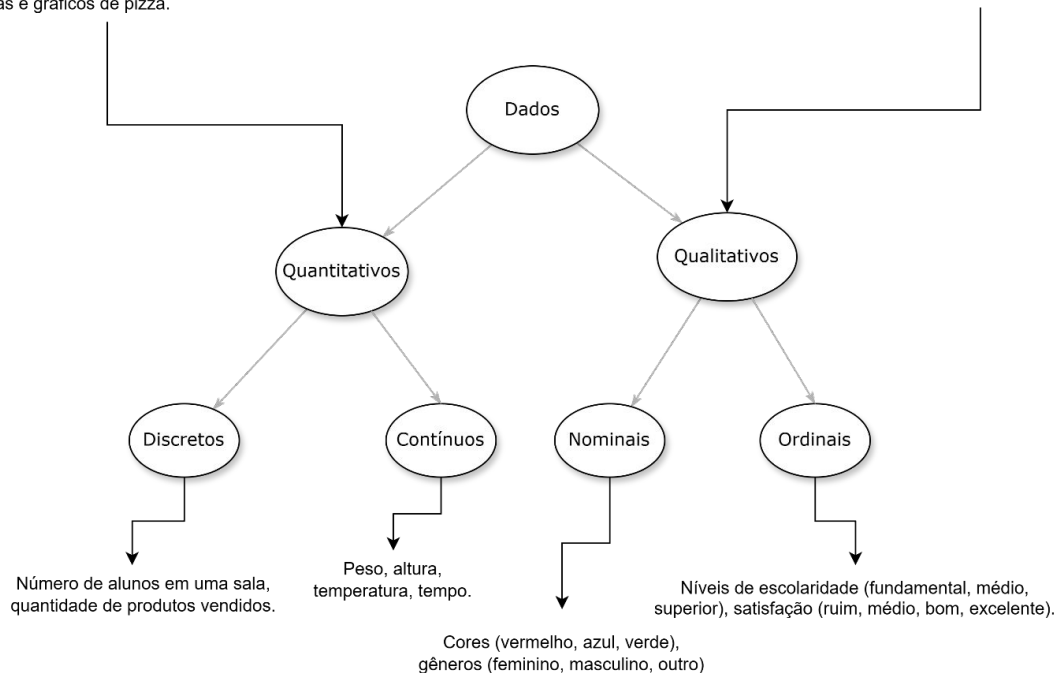 e gráficos de pizza.
Dados
Quantitativos
Qualitativos
Discretos
Contínuos
Nominais
Ordinais
Número de alunos em uma sala,
quantidade de produtos vendidos.
Peso, altura,
temperatura, tempo.
Níveis de escolaridade (fundamental, médio,
superior), satisfação (ruim, médio, bom, excelente).
Cores (vermelho, azul, verde),
gêneros (feminino, masculino, outro)